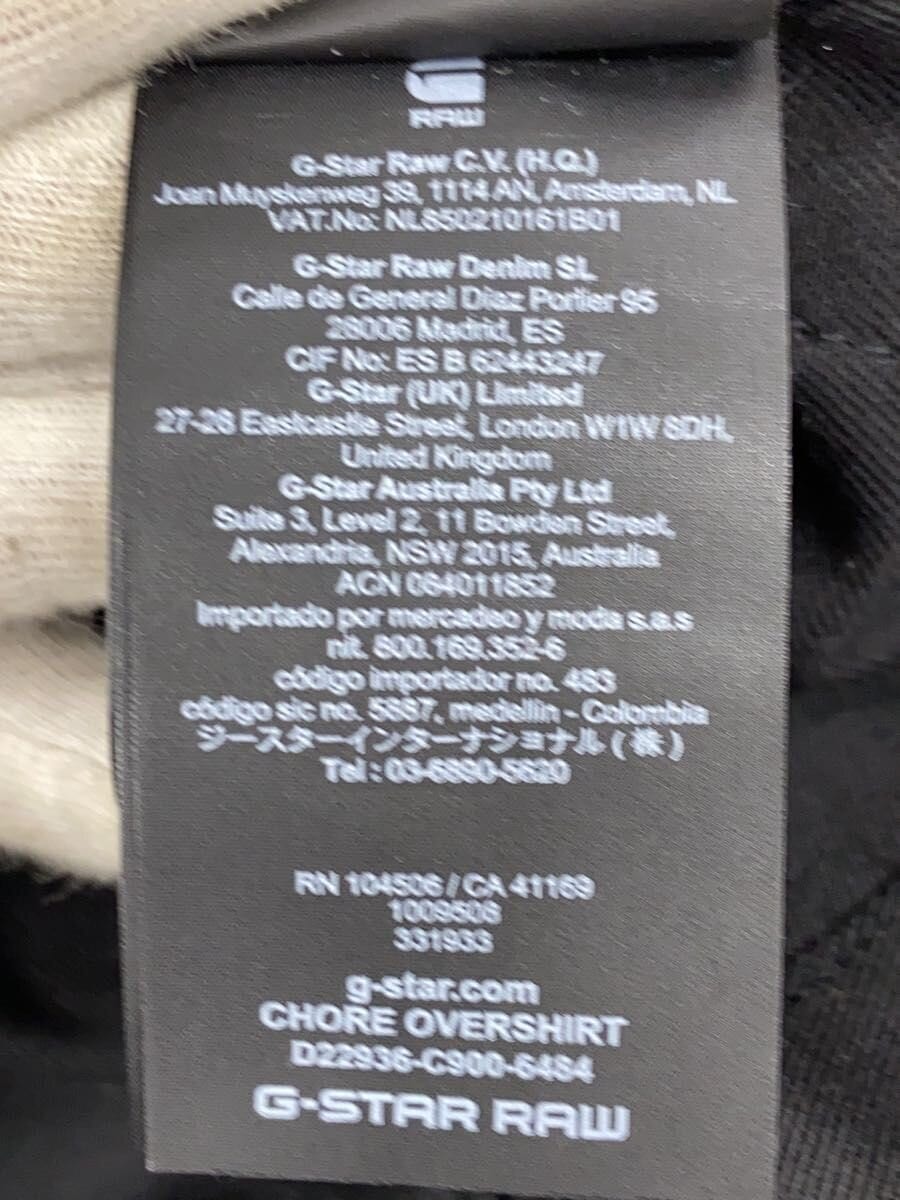 RAW
G-Star Raw C.V. (H.Q.)
Joan Muyskenweg 39, 1114 AN, Amsterdam, NL
VAT.No: NL850210161B01
G-Star Raw Denim SL
Calle de General Diaz Porlier 95
28006 Madrid, ES
CIF No: ES B 62443247
G-Star (UK) Limited
27-28 Eastcastle Street, London W1W 8DH,
United Kingdom
G-Star Australia Pty Ltd
Suite 3, Level 2, 11 Bowden Street,
Alexandria, NSW 2015, Australia
ACN 084011852
Importado por mercadeo y moda s.a.s
nit. 800.169.352-6
código importador no. 483
código sic no. 5887, medellin - Colombia
ジースターインターナショナル (株)
Tel : 03-6890-5620
RN 104506 / CA 41169
1009508
331933
g-star.com
CHORE OVERSHIRT
D22936-C900-6484
G-STAR RAW